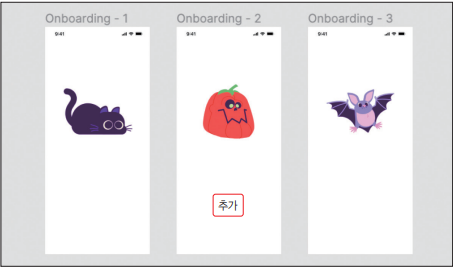 Onboarding - 1
Onboarding - 2
Onboarding - 3
9:41
9:41
9:41
추가